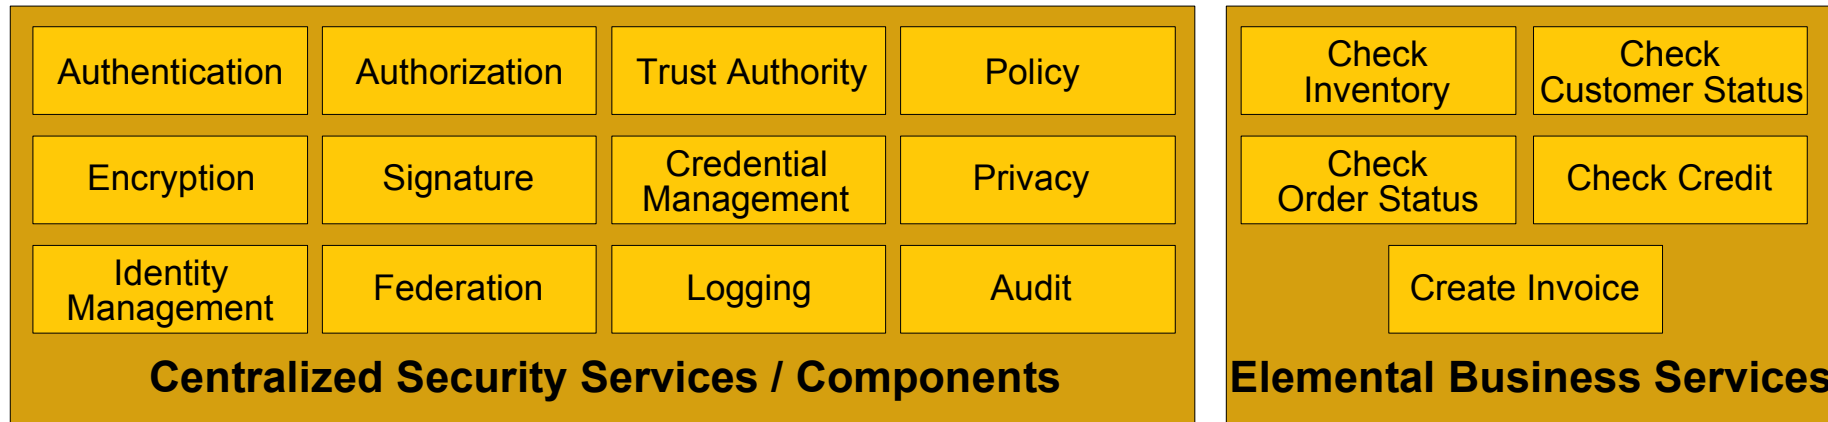 Authentication
Authorization
Trust Authority
Policy
Encryption
Signature
Credential
Management
Privacy
Identity
Management
Federation
Logging
Audit
Centralized Security Services / Components
Check
Inventory
Check
Customer Status
Check
Order Status
Check Credit
Create Invoice
Elemental Business Services